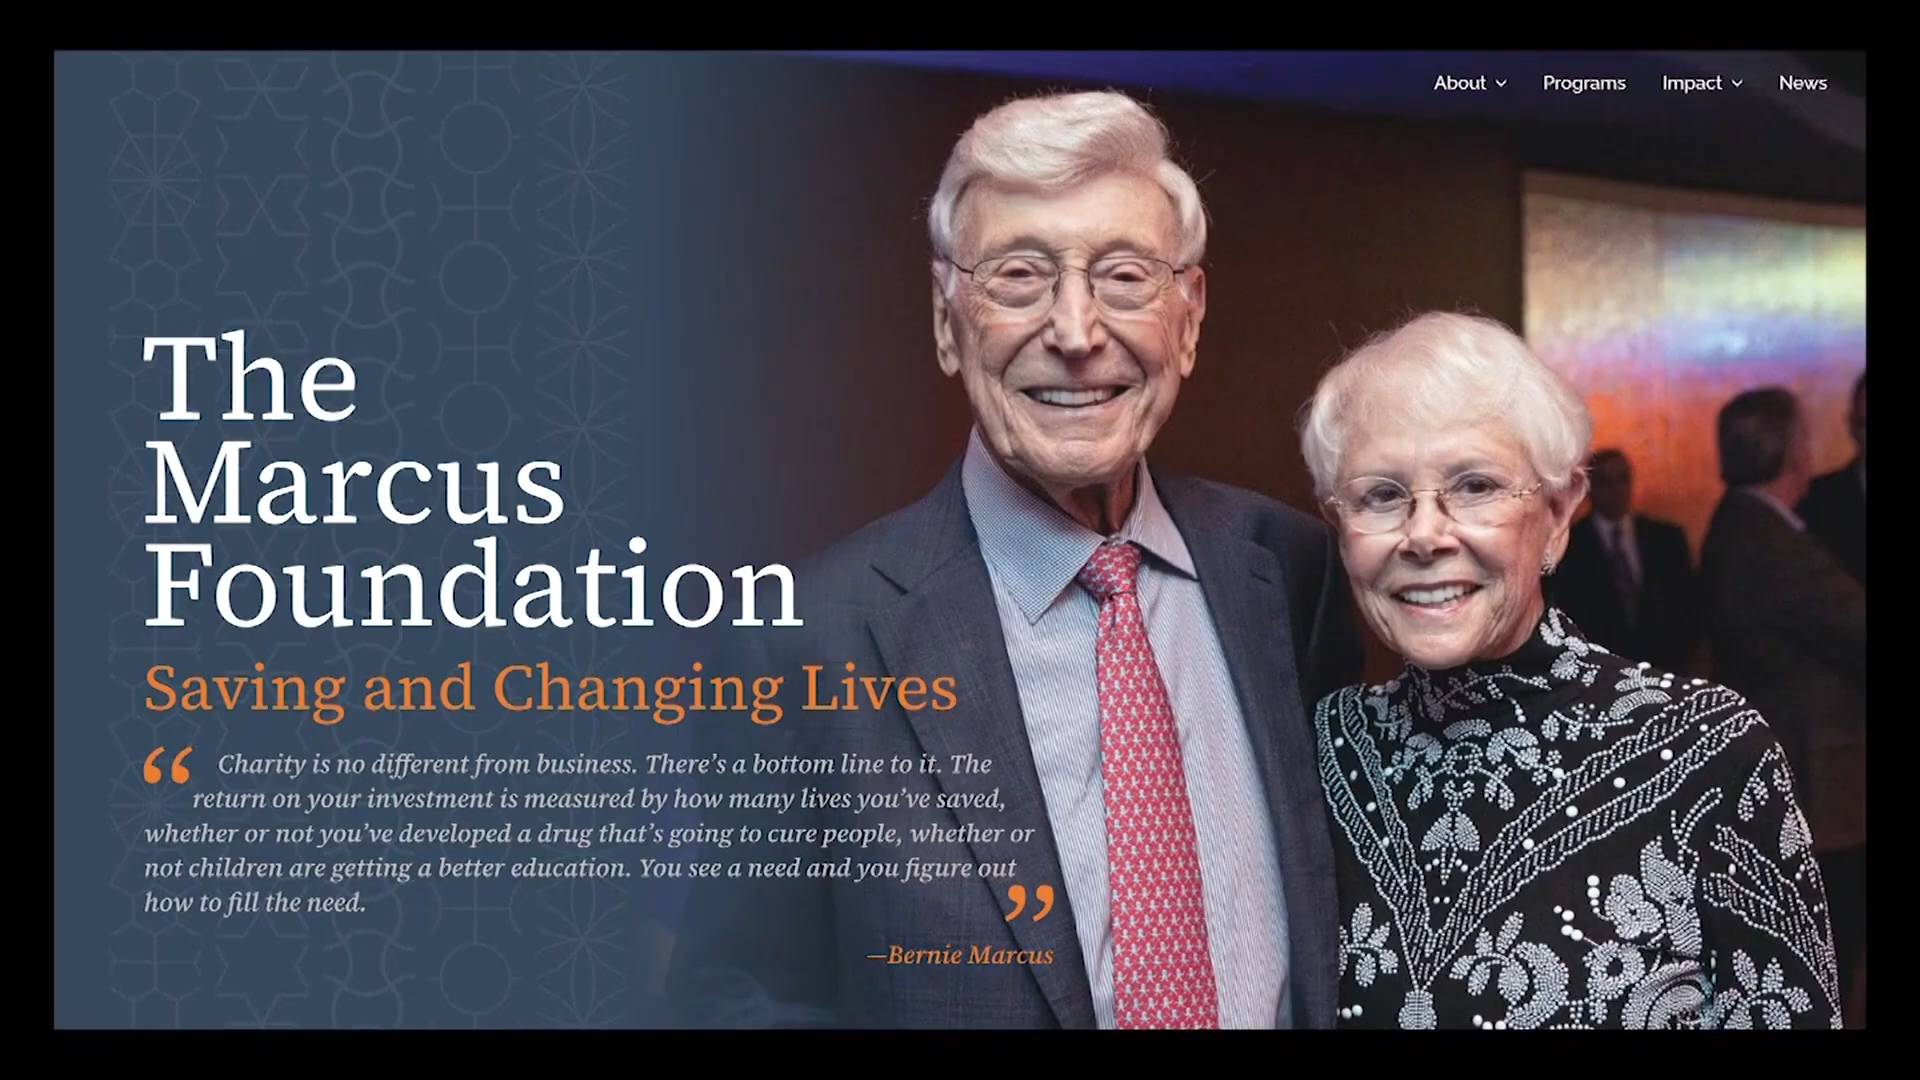 About Programs Impact News
The
Marcus
Foundation
Saving and Changing Lives
“ Charity is no different from business. There’s a bottom line to it. The
return on your investment is measured by how many lives you’ve saved,
whether or not you’ve developed a drug that’s going to cure people, whether or
not children are getting a better education. You see a need and you figure out
how to fill the need. ”
—Bernie Marcus